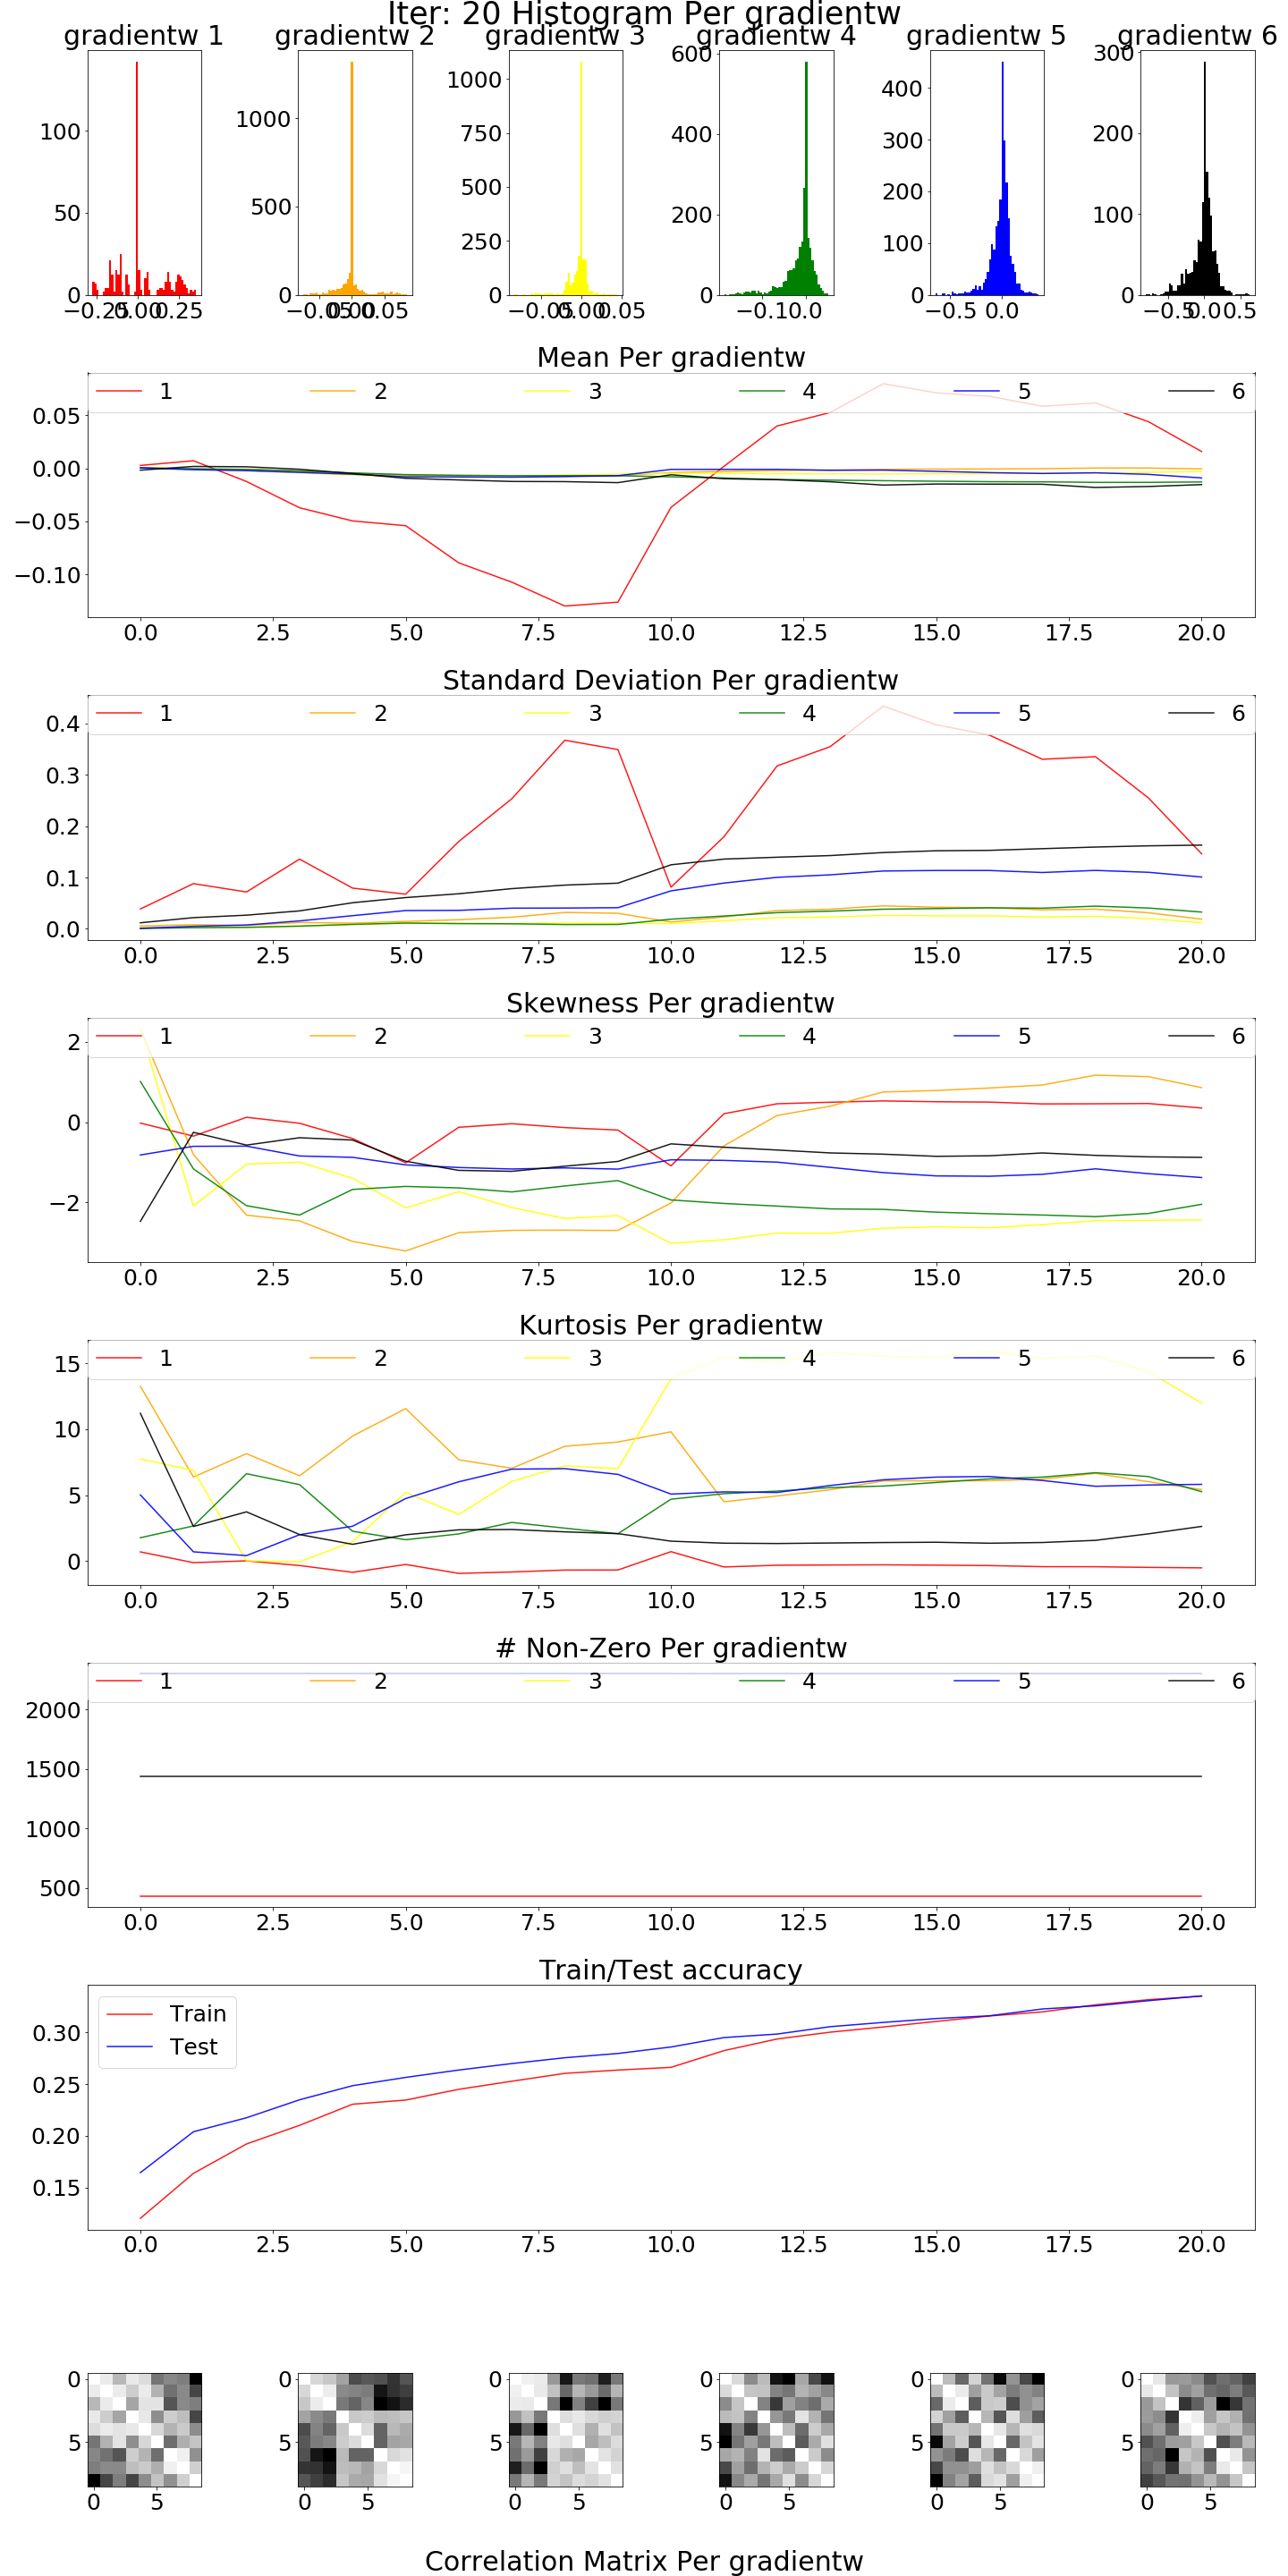 Iter: 20 Histogram Per gradientw
gradientw 1 gradientw 2 gradientw 3 gradientw 4 gradientw 5 gradientw 6
100 50 0
−0.25 0.00 0.25
1000 500 0
−0.05 0.00 0.05
1000 750 500 250 0
−0.05 0.00 0.05
600 400 200 0
−0.1 0.0
400 300 200 100 0
−0.5 0.0
300 200 100 0
−0.5 0.0 0.5
Mean Per gradientw
1 2 3 4 5 6
0.05
0.00
−0.05
−0.10
0.0 2.5 5.0 7.5 10.0 12.5 15.0 17.5 20.0
Standard Deviation Per gradientw
1 2 3 4 5 6
0.4
0.3
0.2
0.1
0.0
0.0 2.5 5.0 7.5 10.0 12.5 15.0 17.5 20.0
Skewness Per gradientw
1 2 3 4 5 6
2
0
−2
0.0 2.5 5.0 7.5 10.0 12.5 15.0 17.5 20.0
Kurtosis Per gradientw
1 2 3 4 5 6
15
10
5
0
0.0 2.5 5.0 7.5 10.0 12.5 15.0 17.5 20.0
# Non-Zero Per gradientw
1 2 3 4 5 6
2000
1500
1000
500
0.0 2.5 5.0 7.5 10.0 12.5 15.0 17.5 20.0
Train/Test accuracy
Train
Test
0.30
0.25
0.20
0.15
0.0 2.5 5.0 7.5 10.0 12.5 15.0 17.5 20.0
0 0 0 0 0 0
5 5 5 5 5 5
0 5 0 5 0 5 0 5 0 5 0 5
Correlation Matrix Per gradientw